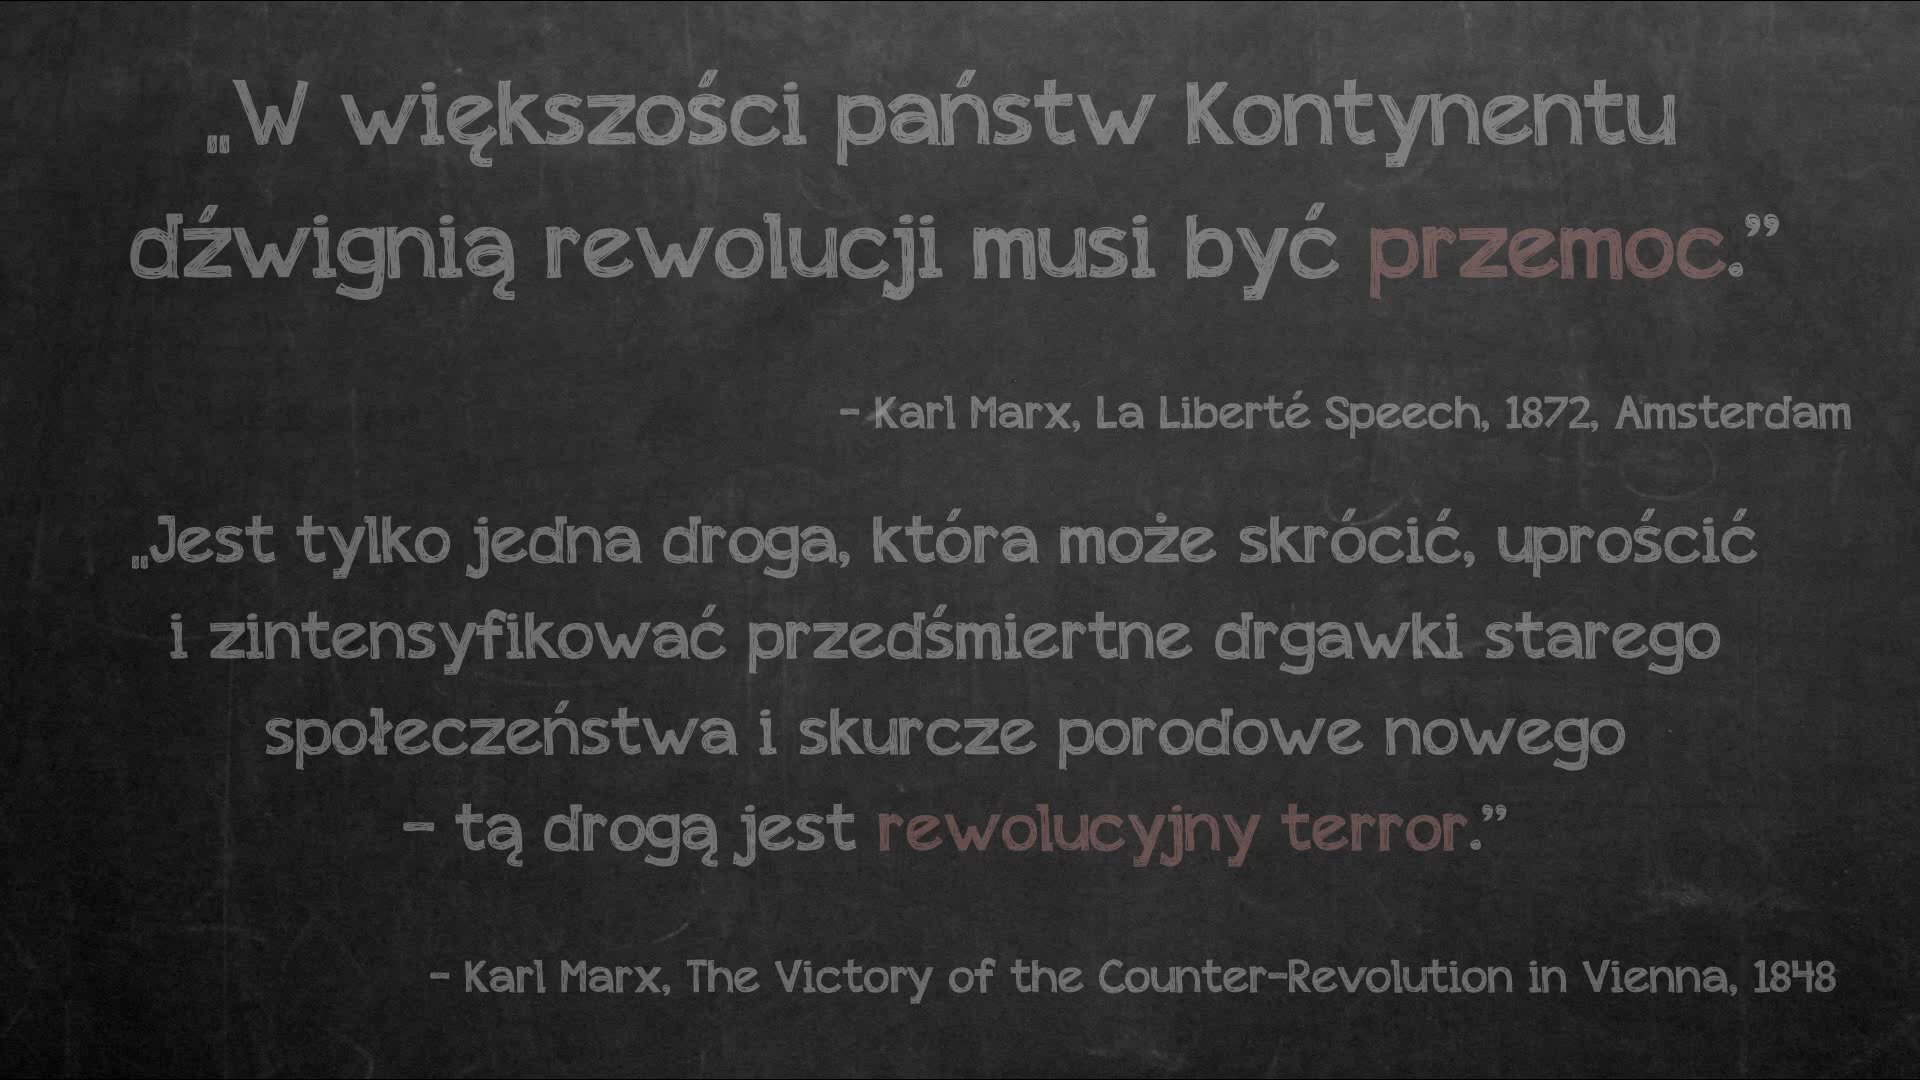 „W większości państw Kontynentu
dźwignią rewolucji musi być przemoc.”
- Karl Marx, La Liberté Speech, 1872, Amsterdam
„Jest tylko jedna droga, która może skrócić, uprościć
i zintensyfikować przedśmiertne drgawki starego
społeczeństwa i skurcze porodowe nowego
- tą drogą jest rewolucyjny terror.”
- Karl Marx, The Victory of the Counter-Revolution in Vienna, 1848